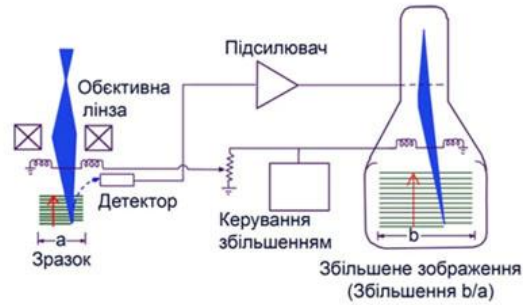 Підсилювач
Обєктивна
лінза
Детектор
a
Зразок
Керування
збільшенням
b
Збільшене зображення
(Збільшення b/a)